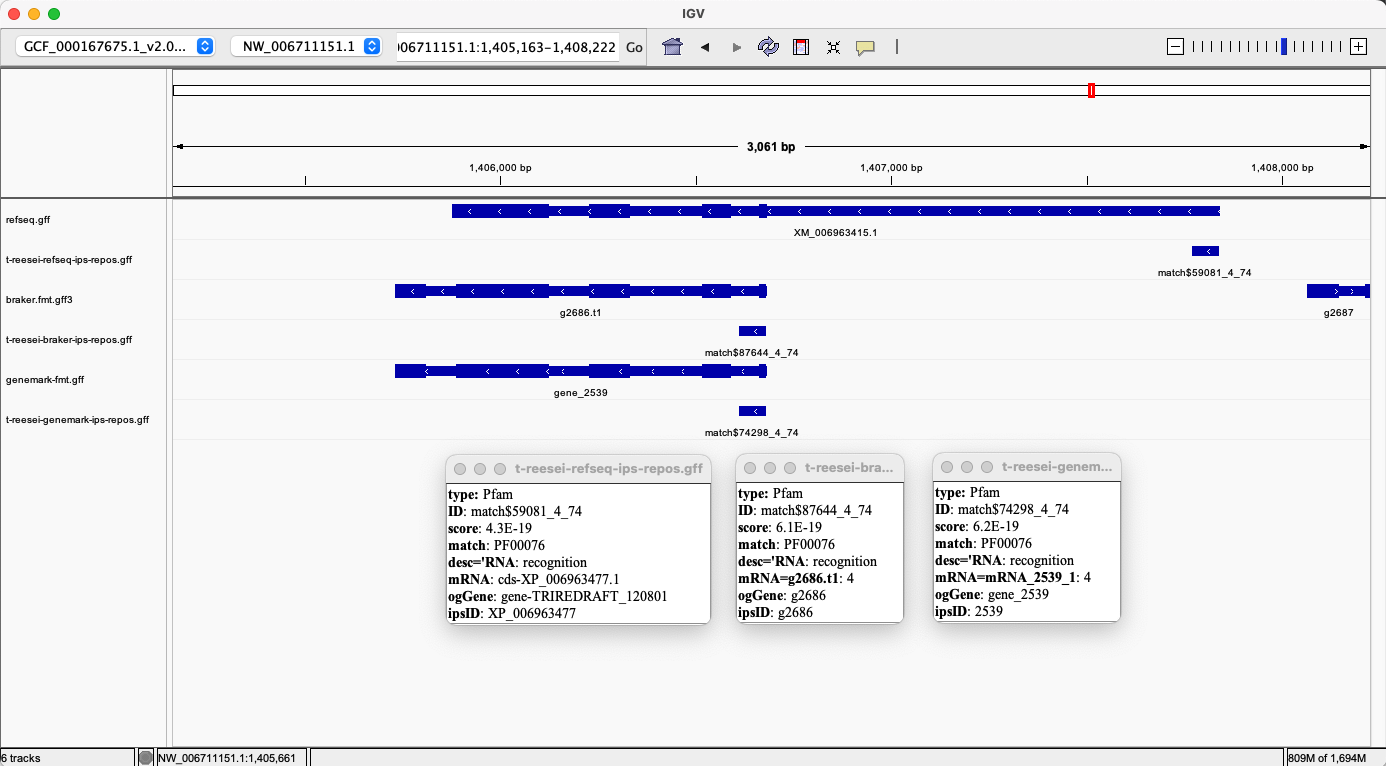 IGV
GCF_000167675.1_v2.0... NW_006711151.1 006711151.1:1,405,163-1,408,222 Go
3,061 bp
1,406,000 bp 1,407,000 bp 1,408,000 bp
refseq.gff
XM_006963415.1
t-reesei-refseq-ips-repos.gff
match$59081_4_74
braker.fmt.gff3
g2686.t1 g2687
t-reesei-braker-ips-repos.gff
match$87644_4_74
genemark-fmt.gff
gene_2539
t-reesei-genemark-ips-repos.gff
match$74298_4_74
t-reesei-refseq-ips-repos.gff
type: Pfam
ID: match$59081_4_74
score: 4.3E-19
match: PF00076
desc='RNA: recognition
mRNA: cds-XP_006963477.1
ogGene: gene-TRIREDRAFT_120801
ipsID: XP_006963477
t-reesei-bra...
type: Pfam
ID: match$87644_4_74
score: 6.1E-19
match: PF00076
desc='RNA: recognition
mRNA=g2686.t1: 4
ogGene: g2686
ipsID: g2686
t-reesei-genem...
type: Pfam
ID: match$74298_4_74
score: 6.2E-19
match: PF00076
desc='RNA: recognition
mRNA=mRNA_2539_1: 4
ogGene: gene_2539
ipsID: 2539
6 tracks NW_006711151.1:1,405,661 809M of 1,694M